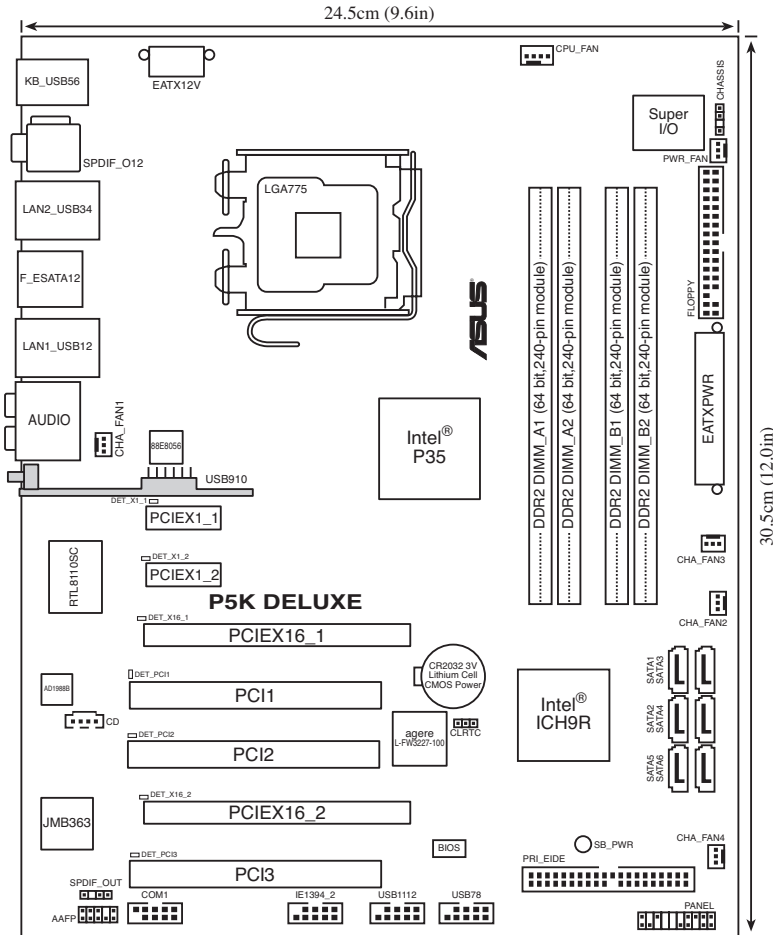 24.5cm (9.6in)
KB_USB56
EATX12V
CPU_FAN
CHASSIS
Super
I/O
PWR_FAN
SPDIF_O12
LGA775
LAN2_USB34
F_ESATA12
LAN1_USB12
FLOPPY
ASUS
DDR2 DIMM_A1 (64 bit,240-pin module)
DDR2 DIMM_A2 (64 bit,240-pin module)
DDR2 DIMM_B1 (64 bit,240-pin module)
DDR2 DIMM_B2 (64 bit,240-pin module)
EATXPWR
30.5cm (12.0in)
AUDIO
CHA_FAN1
88E8056
Intel®
P35
USB910
DET_X1_1
PCIEX1_1
RTL8110SC
DET_X1_2
PCIEX1_2
CHA_FAN3
P5K DELUXE
CHA_FAN2
DET_X16_1
PCIEX16_1
CR2032 3V
Lithium Cell
CMOS Power
SATA1
SATA3
DET_PCI1
PCI1
AD1988B
CD
Intel®
ICH9R
SATA2
SATA4
agere
L-FW3227-100
CLRTC
DET_PCI2
PCI2
SATA5
SATA6
DET_X16_2
PCIEX16_2
JMB363
BIOS
SB_PWR
CHA_FAN4
DET_PCI3
PCI3
PRI_EIDE
SPDIF_OUT
AAFP
COM1
IE1394_2
USB1112
USB78
PANEL